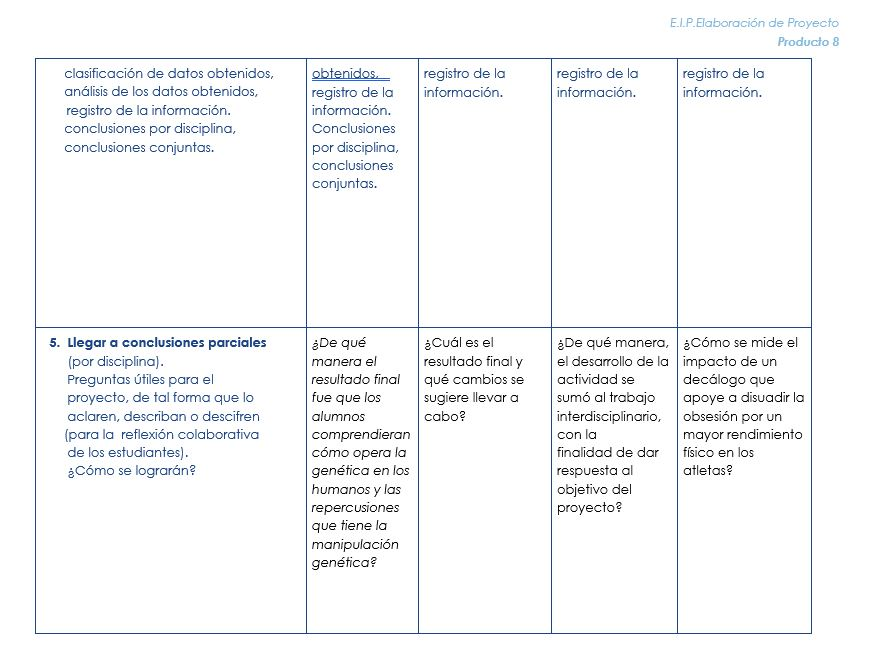 E.I.P.Elaboración de Proyecto
Producto 8
clasificación de datos obtenidos,
análisis de los datos obtenidos,
registro de la información.
conclusiones por disciplina,
conclusiones conjuntas.
obtenidos,
registro de la
información.
Conclusiones
por disciplina,
conclusiones
conjuntas.
registro de la
información.
registro de la
información.
registro de la
información.
5. Llegar a conclusiones parciales
(por disciplina).
Preguntas útiles para el
proyecto, de tal forma que lo
aclaren, describan o descifren
(para la reflexión colaborativa
de los estudiantes).
¿Cómo se lograrán?
¿De qué
manera el
resultado final
fue que los
alumnos
comprendieran
cómo opera la
genética en los
humanos y las
repercusiones
que tiene la
manipulación
genética?
¿Cuál es el
resultado final y
qué cambios se
sugiere llevar a
cabo?
¿De qué manera,
el desarrollo de la
actividad se
sumó al trabajo
interdisciplinario,
con la
finalidad de dar
respuesta al
objetivo del
proyecto?
¿Cómo se mide el
impacto de un
decálogo que
apoye a disuadir la
obsesión por un
mayor rendimiento
físico en los
atletas?